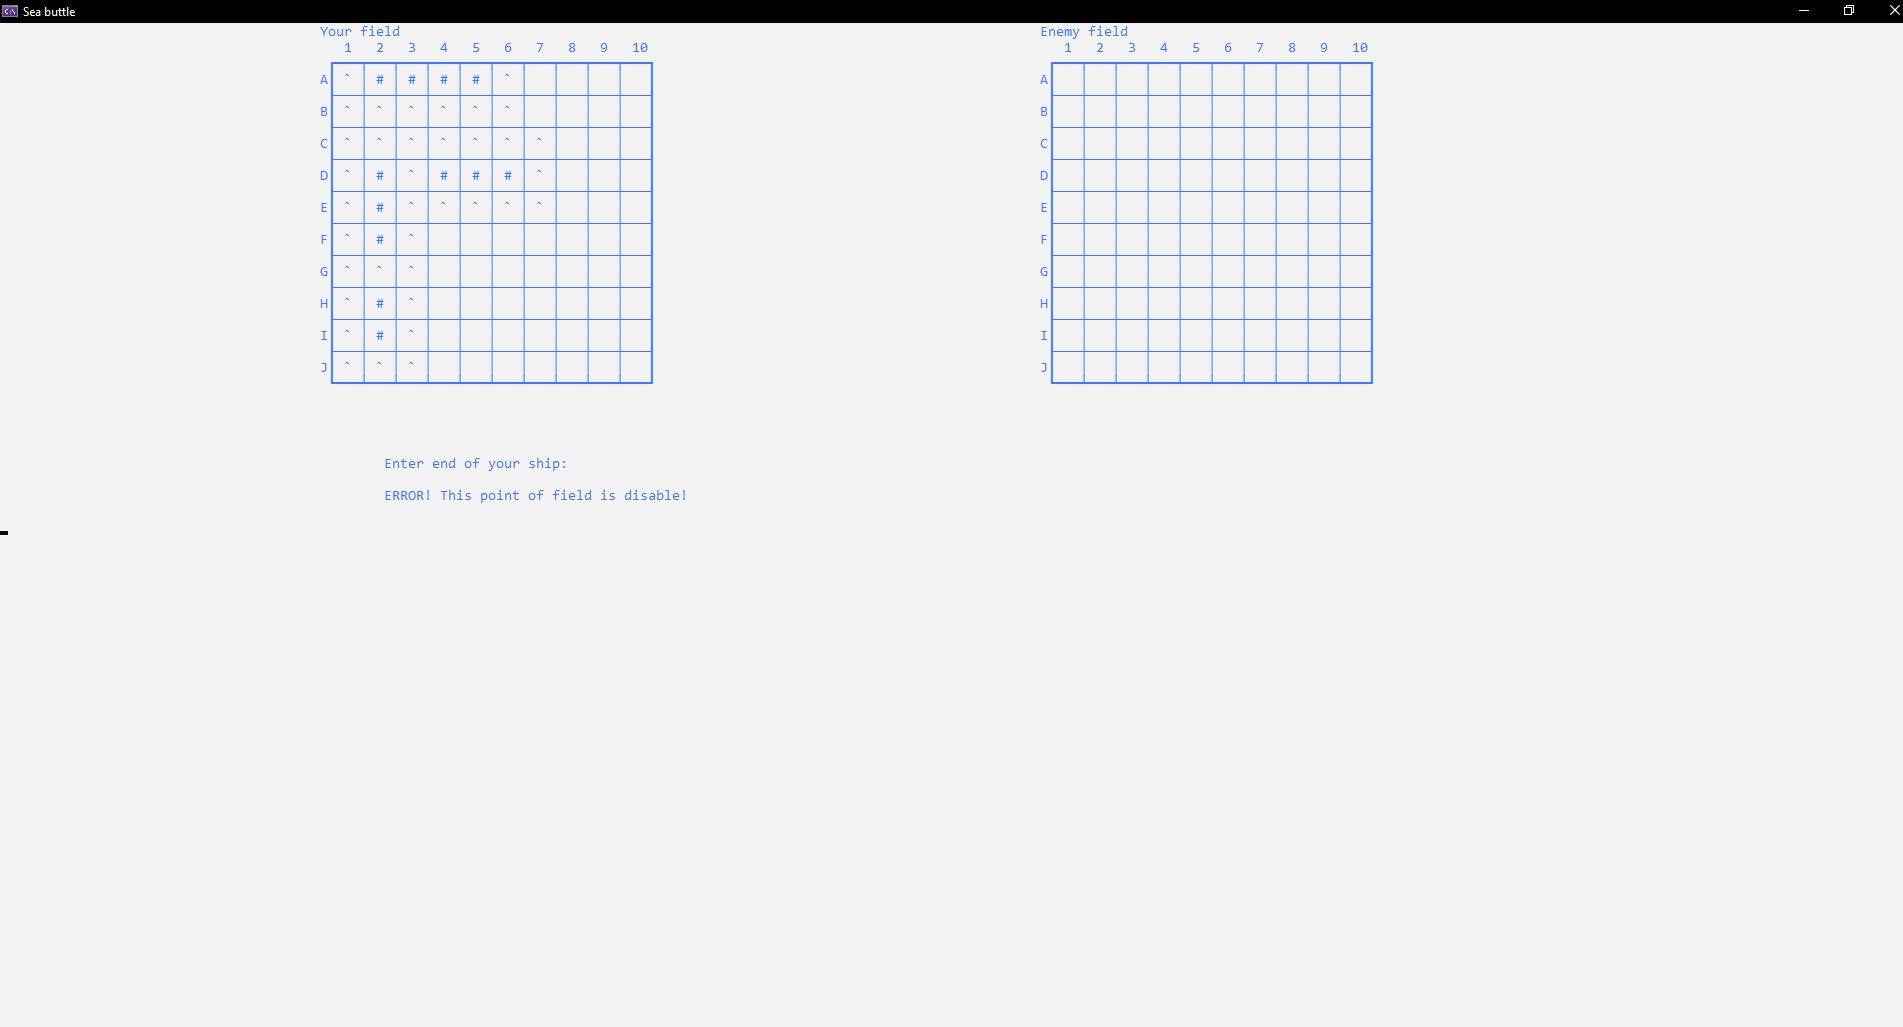 Sea buttle
Your field
1 2 3 4 5 6 7 8 9 10
A ` # # # # `
B ` ` ` ` ` `
C ` ` ` ` ` ` `
D ` # ` # # # `
E ` # ` ` ` ` `
F ` # `
G ` ` `
H ` # `
I ` # `
J ` ` `
Enemy field
1 2 3 4 5 6 7 8 9 10
A
B
C
D
E
F
G
H
I
J
Enter end of your ship:
ERROR! This point of field is disable!